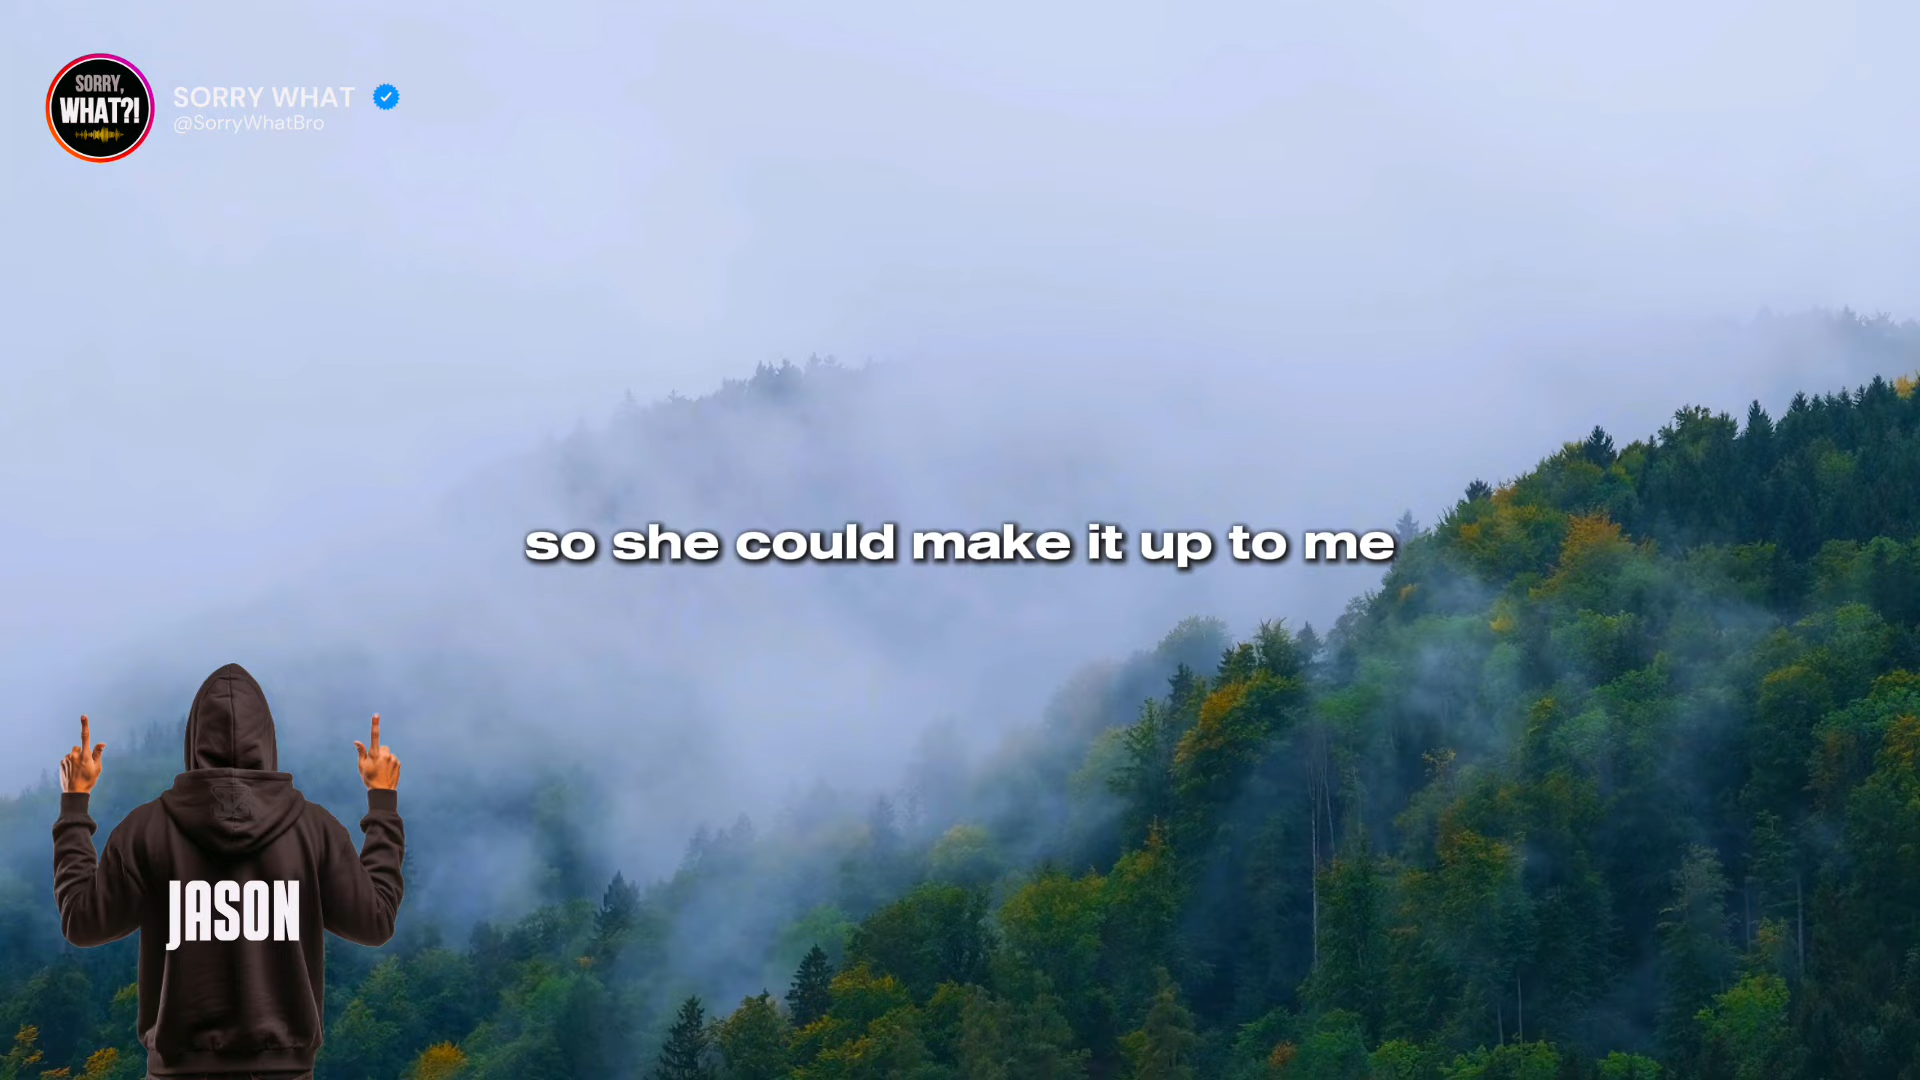 SORRY,
WHAT?!
SORRY WHAT
@SorryWhatBro
so she could make it up to me
JASON